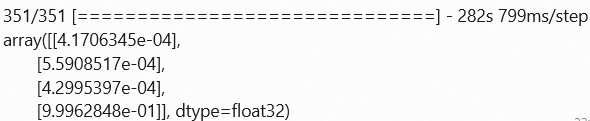 351/351 [==============================] - 282s 799ms/step
array([[4.1706345e-04],
[5.5908517e-04],
[4.2995397e-04],
[9.9962848e-01]], dtype=float32)